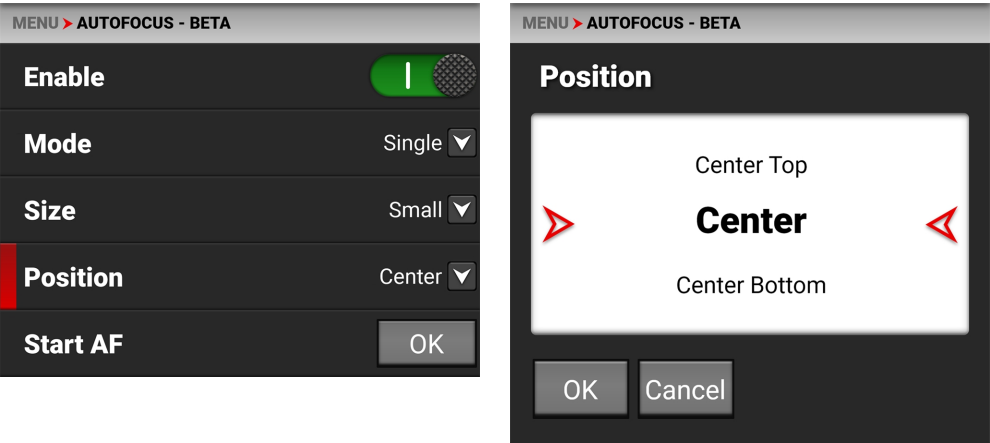 MENU AUTOFOCUS - BETA
Enable
Mode Single
Size Small
Position Center
Start AF OK
MENU AUTOFOCUS - BETA
Position
Center Top
Center
Center Bottom
OK Cancel